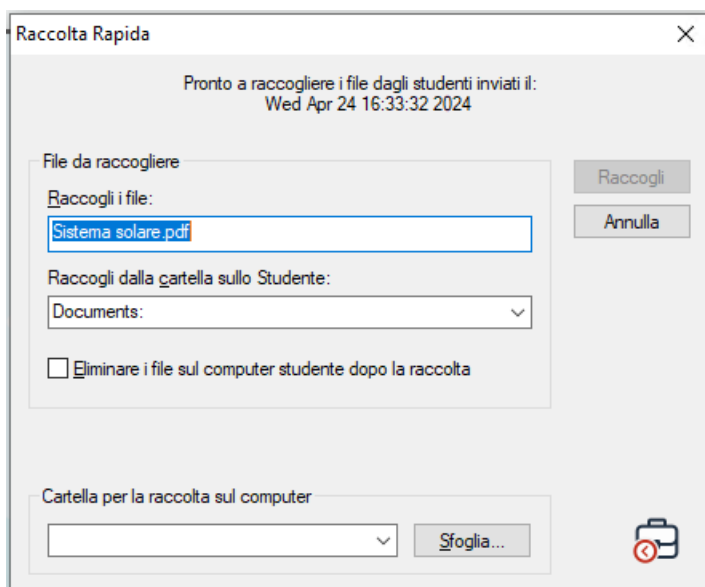 Raccolta Rapida
Pronto a raccogliere i file dagli studenti inviati il:
Wed Apr 24 16:33:32 2024
File da raccogliere
Raccogli i file:
Sistema solare.pdf
Raccogli dalla cartella sullo Studente:
Documents:
Eliminare i file sul computer studente dopo la raccolta
Raccogli
Annulla
Cartella per la raccolta sul computer
Sfoglia...